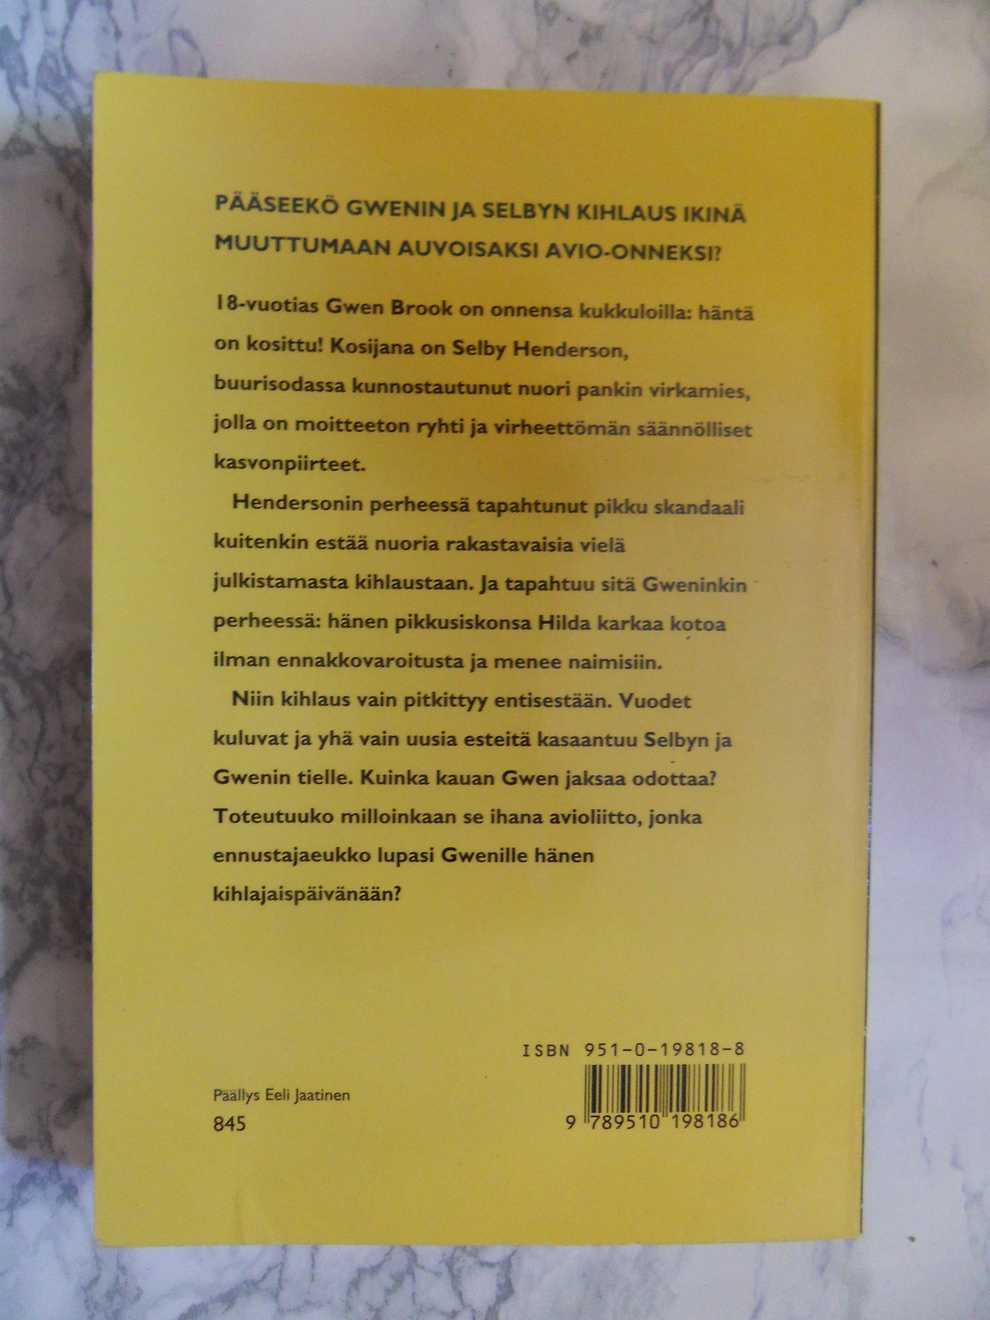 PÄÄSEEKÖ GWENIN JA SELBYN KIHLAUS IKINÄ
MUUTTUMAAN AUVOISAKSI AVIO-ONNEKSI?
18-vuotias Gwen Brook on onnensa kukkuloilla: häntä
on kosittu! Kosijana on Selby Henderson,
buurisodassa kunnostautunut nuori pankin virkamies,
jolla on moitteeton ryhti ja virheettömän säännölliset
kasvonpiirteet.
Hendersonin perheessä tapahtunut pikku skandaali
kuitenkin estää nuoria rakastavaisia vielä
julkistamasta kihlaustaan. Ja tapahtuu sitä Gweninkin
perheessä: hänen pikkusiskonsa Hilda karkaa kotoa
ilman ennakkovaroitusta ja menee naimisiin.
Niin kihlaus vain pitkittyy entisestään. Vuodet
kuluvat ja yhä vain uusia esteitä kasaantuu Selbyn ja
Gwenin tielle. Kuinka kauan Gwen jaksaa odottaa?
Toteutuuko milloinkaan se ihana avioliitto, jonka
ennustajaeukko lupasi Gwenille hänen
kihlajaispäivänään?
ISBN 951-0-19818-8
Päällys Eeli Jaatinen
845
9 789510 198186